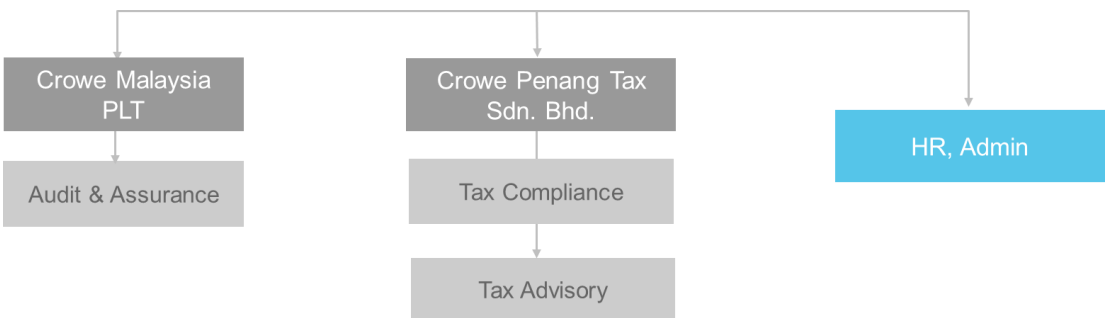 Crowe Malaysia
PLT
Audit & Assurance
Crowe Penang Tax
Sdn. Bhd.
Tax Compliance
Tax Advisory
HR, Admin